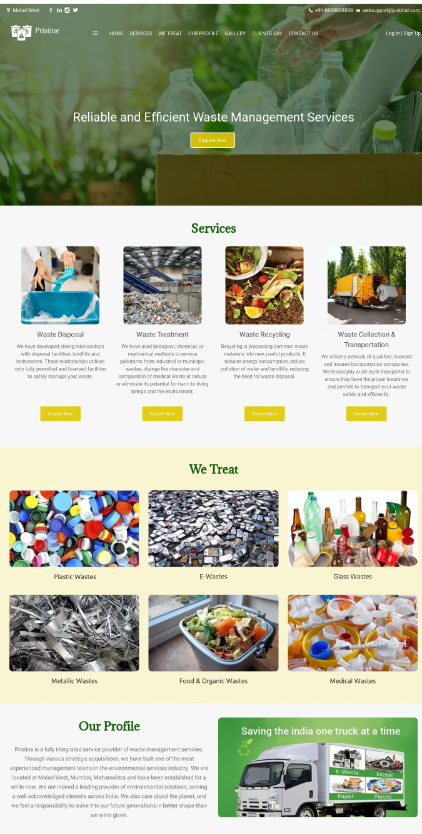 Malad West
+91-8838668838 websupport@justdial.com
Pristine
HOME SERVICES WE TREAT OUR PROFILE GALLERY CLIENTS SAY CONTACT US
Log In | Sign Up
Reliable and Efficient Waste Management Services
Enquire Now
Services
Waste Disposal
We have developed strong relationships
with disposal facilities, landfills and
incinerators. These relationships utilizes
only fully permitted and licensed facilities
to safely manage your waste.
Enquire Now
Waste Treatment
We have used biological, chemical, or
mechanical methods to remove
pollutants from industrial or municipal
wastes, change the character and
composition of medical waste or reduce
or eliminate its potential for harm to living
beings and the environment.
Enquire Now
Waste Recycling
Recycling is processing common waste
materials into new useful products. It
reduces energy consumption, reduce
pollution of water and landfills, reducing
the need for waste disposal.
Enquire Now
Waste Collection &
Transportation
We utilize a network of qualified, licensed
and insured transportation companies.
We thoroughly audit each transporter to
ensure they have the proper insurance
and permits to transport your waste
safely and efficiently.
Enquire Now
We Treat
Plastic Wastes
E-Wastes
Glass Wastes
Metallic Wastes
Food & Organic Wastes
Medical Wastes
Our Profile
Pristine is a fully integrated service provider of waste management services.
Through various strategic acquisitions, we have built one of the most
experienced management teams in the environmental services industry. We are
located at Malad West, Mumbai, Maharashtra and have been established for a
while now. We are indeed a leading provider of environmental solutions, serving
a well-acknowledged clientele across India. We also care about the planet, and
we feel a responsibility to leave it to our future generations in better shape than
we were given.
Saving the india one truck at a time
E-Waste Metal
Paper Plastic